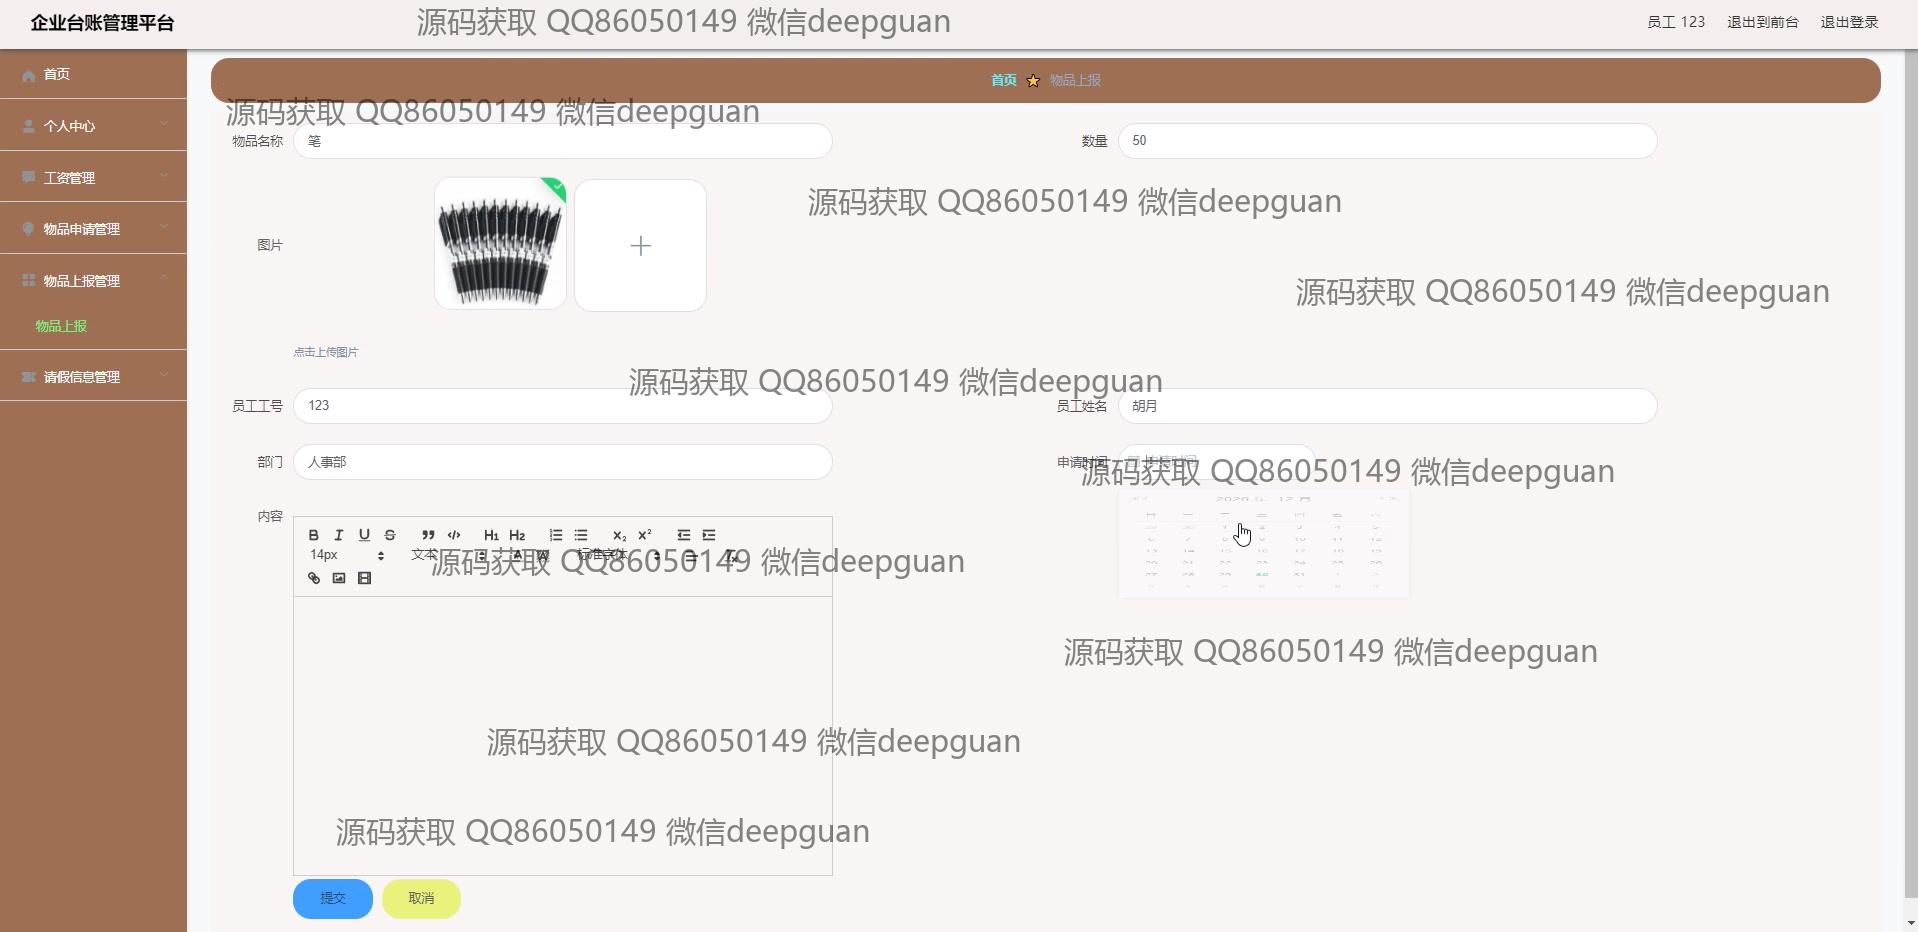 企业台账管理平台
源码获取 QQ86050149 微信deepguan
员工 123 退出到前台 退出登录
首页
个人中心
工资管理
物品申请管理
物品上报管理
物品上报
请假信息管理
首页 物品上报
源码获取 QQ86050149 微信deepguan
物品名称 笔
数量 50
源码获取 QQ86050149 微信deepguan
图片
源码获取 QQ86050149 微信deepguan
点击上传图片
源码获取 QQ86050149 微信deepguan
员工工号 123
员工姓名 胡月
部门 人事部
申请时间 申请时间
源码获取 QQ86050149 微信deepguan
内容
B I U S H1 H2 X2 X2
14px 文本 A 标准字体
源码获取 QQ86050149 微信deepguan
源码获取 QQ86050149 微信deepguan
源码获取 QQ86050149 微信deepguan
源码获取 QQ86050149 微信deepguan
提交 取消